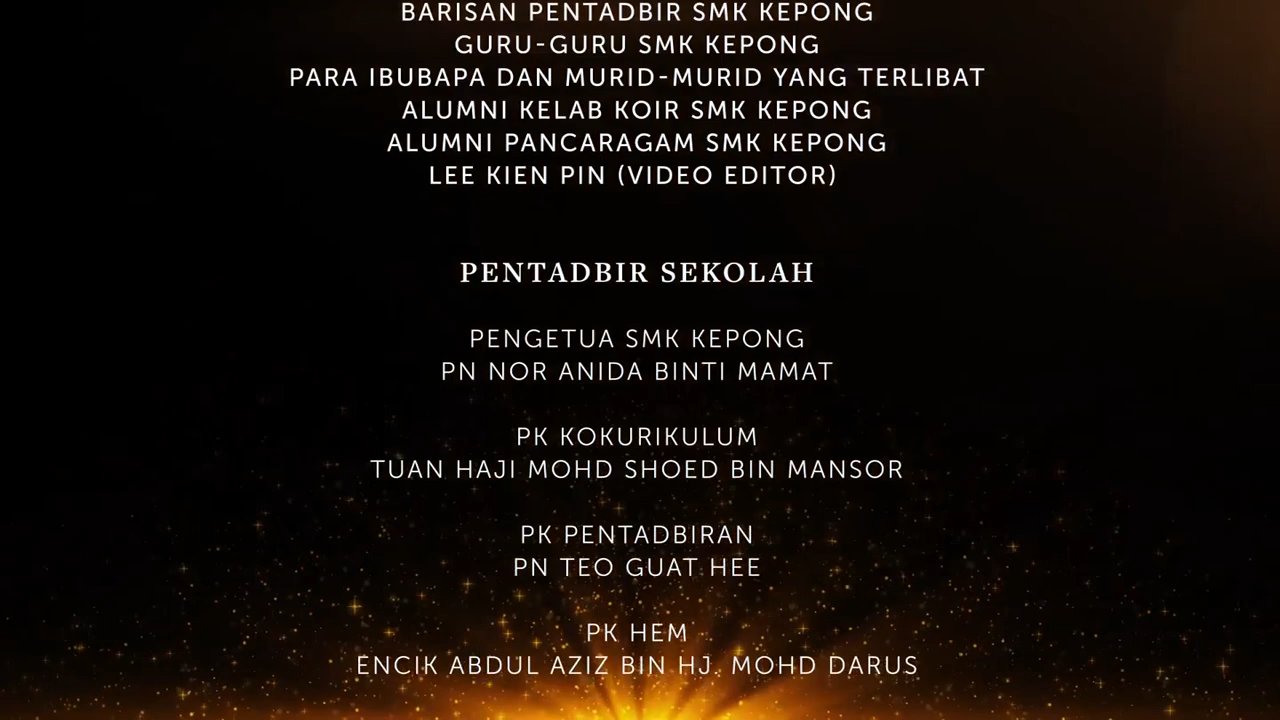 BARISAN PENTADBIR SMK KEPONG
GURU-GURU SMK KEPONG
PARA IBUBAPA DAN MURID-MURID YANG TERLIBAT
ALUMNI KELAB KOIR SMK KEPONG
ALUMNI PANCARAGAM SMK KEPONG
LEE KIEN PIN (VIDEO EDITOR)
PENTADBIR SEKOLAH
PENGETUA SMK KEPONG
PN NOR ANIDA BINTI MAMAT
PK KOKURIKULUM
TUAN HAJI MOHD SHOED BIN MANSOR
PK PENTADBIRAN
PN TEO GUAT HEE
PK HEM
ENCIK ABDUL AZIZ BIN HJ. MOHD DARUS